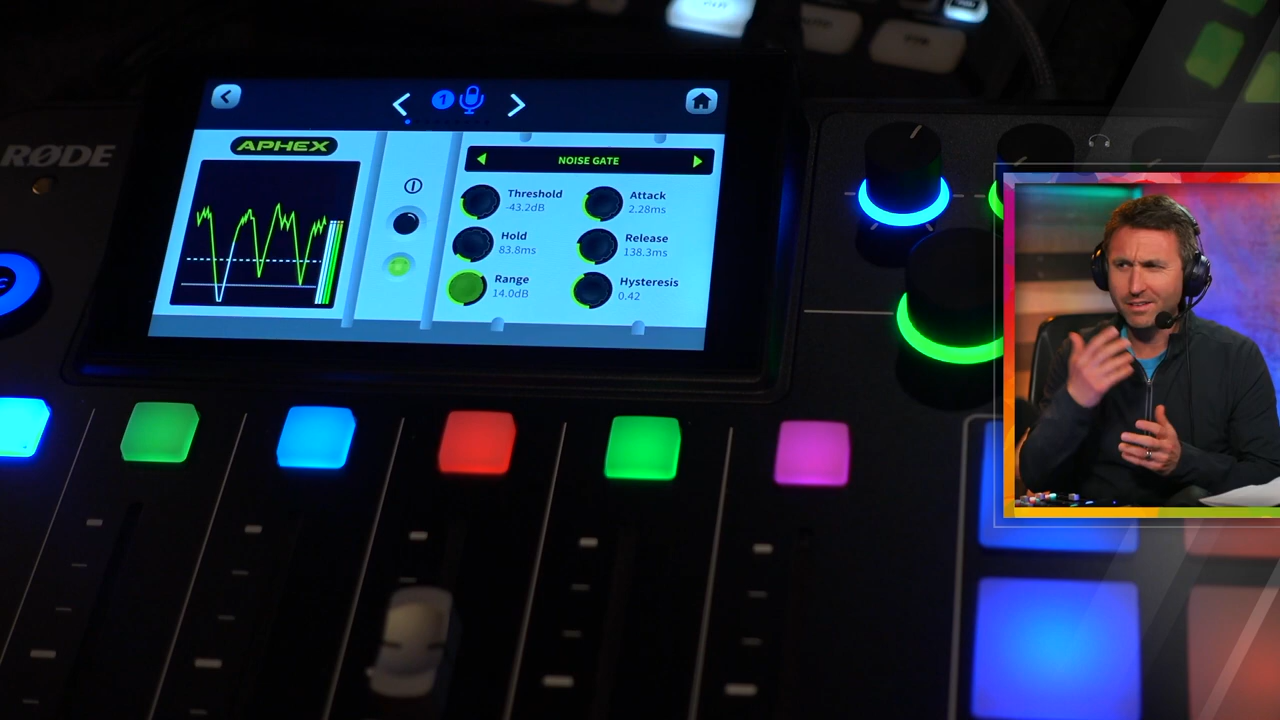 RØDE
1
APHEX
NOISE GATE
Threshold
-43.2dB
Attack
2.28ms
Hold
83.8ms
Release
138.3ms
Range
14.0dB
Hysteresis
0.42